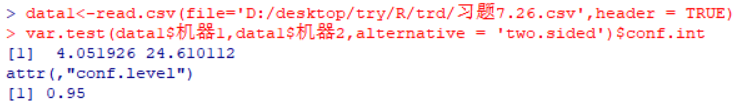 > data1<-read.csv(file='D:/desktop/try/R/trd/习题7.26.csv',header = TRUE)
> var.test(data1$机器1,data1$机器2,alternative = 'two.sided')$conf.int
[1]  4.051926 24.610112
attr(,"conf.level")
[1] 0.95